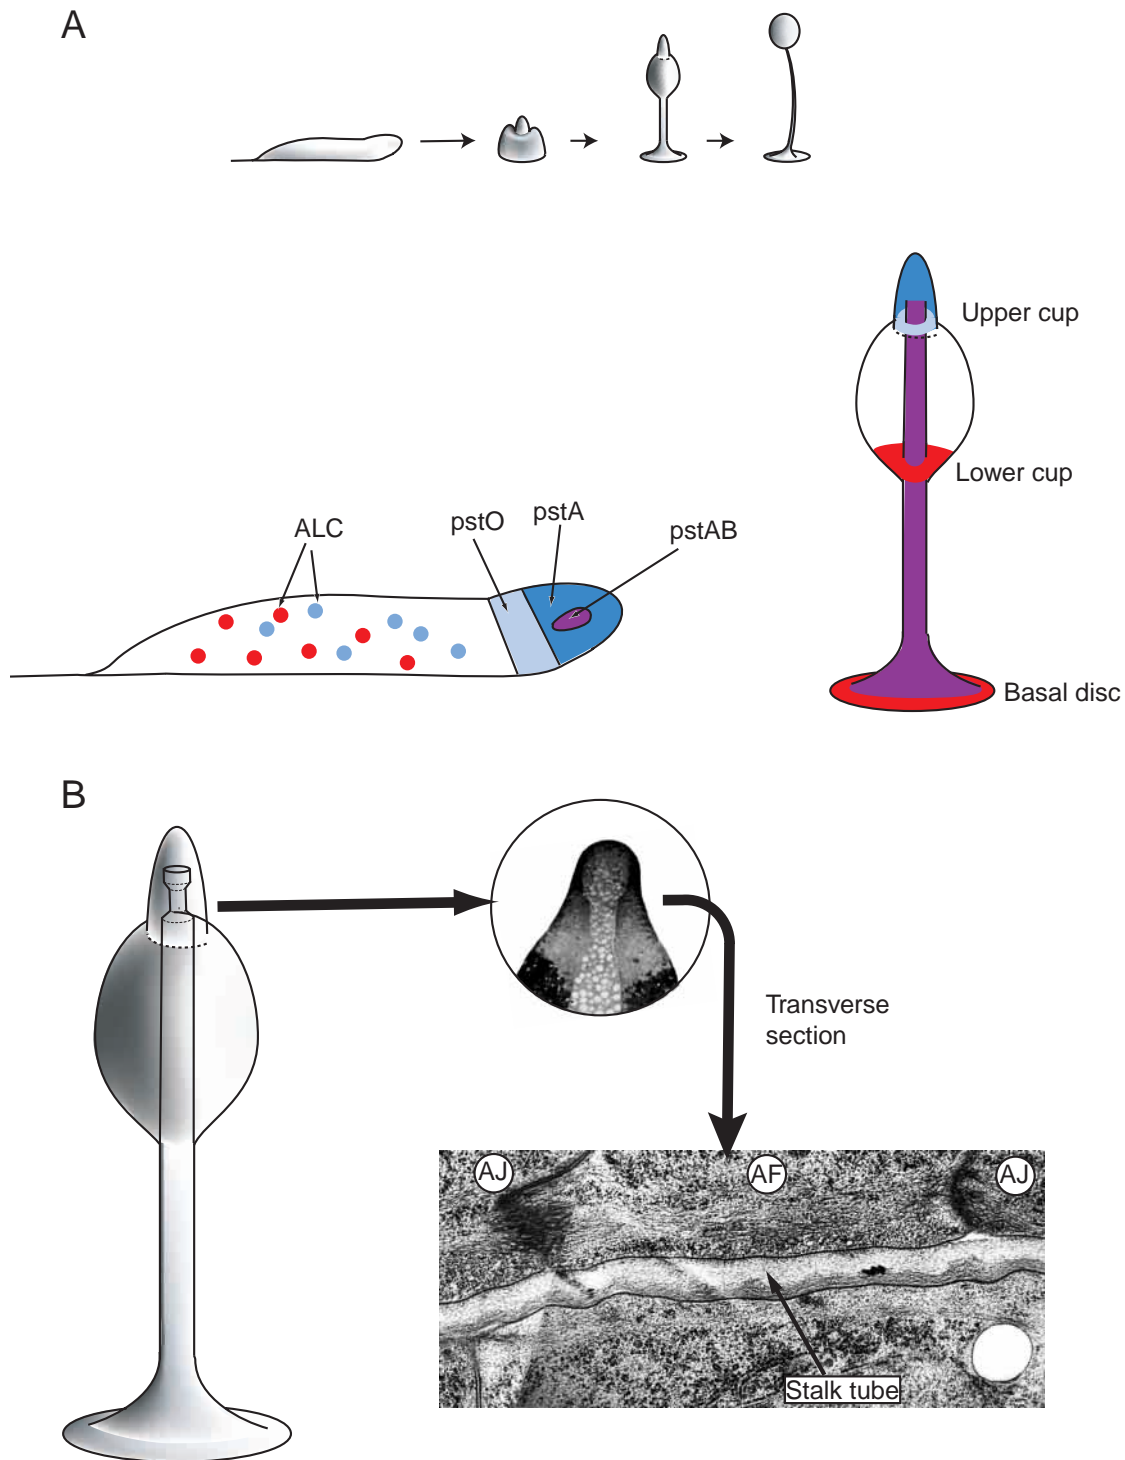 A
Upper cup
Lower cup
Basal disc
ALC
pstO
pstA
pstAB
B
Transverse
section
AJ
AF
AJ
Stalk tube